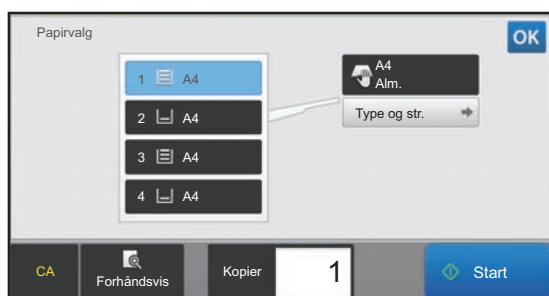 Papirvalg
OK
1 A4
2 A4
3 A4
4 A4
A4
Alm.
Type og str.
CA
Forhåndsvis
Kopier
1
Start